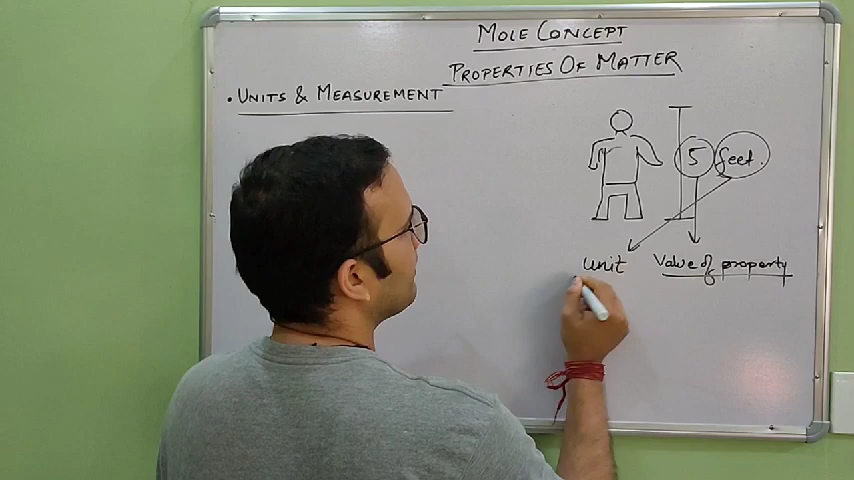 MOLE CONCEPT
PROPERTIES OF MATTER
• UNITS & MEASUREMENT
5 feet.
unit Value of property